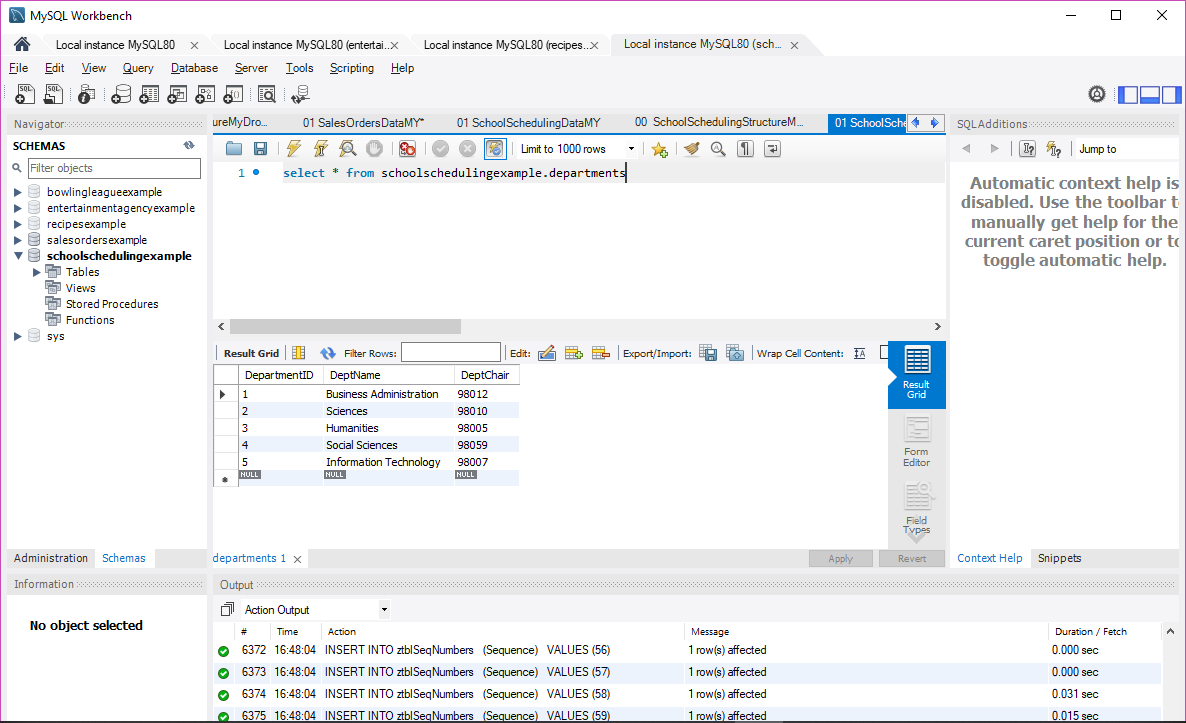 MySQL Workbench
Local instance MySQL80 × Local instance MySQL80 (entertai... × Local instance MySQL80 (recipes... × Local instance MySQL80 (sch... ×
File Edit View Query Database Server Tools Scripting Help
Navigator
SCHEMAS
Filter objects
bowlingleagueexample
entertainmentagencyexample
recipesexample
salesordersexample
schoolschedulingexample
Tables
Views
Stored Procedures
Functions
sys
Administration Schemas
Information
No object selected
ureMyDro... 01 SalesOrdersDataMY* 01 SchoolSchedulingDataMY 00 SchoolSchedulingStructureM... 01 SchoolSche
Limit to 1000 rows
1 select * from schoolschedulingexample.departments
Result Grid Filter Rows: Edit: Export/Import: Wrap Cell Content: IA
DepartmentID DeptName DeptChair
1 Business Administration 98012
2 Sciences 98010
3 Humanities 98005
4 Social Sciences 98059
5 Information Technology 98007
NULL NULL NULL
Result
Grid
Form
Editor
Field
Types
departments 1 × Apply Revert
SQLAdditions
Jump to
Automatic context help is
disabled. Use the toolbar t
manually get help for the
current caret position or to
toggle automatic help.
Context Help Snippets
Output
Action Output
# Time Action Message Duration / Fetch
6372 16:48:04 INSERT INTO ztblSeqNumbers (Sequence) VALUES (56) 1 row(s) affected 0.000 sec
6373 16:48:04 INSERT INTO ztblSeqNumbers (Sequence) VALUES (57) 1 row(s) affected 0.000 sec
6374 16:48:04 INSERT INTO ztblSeqNumbers (Sequence) VALUES (58) 1 row(s) affected 0.031 sec
6375 16:48:04 INSERT INTO ztblSeqNumbers (Sequence) VALUES (59) 1 row(s) affected 0.015 sec